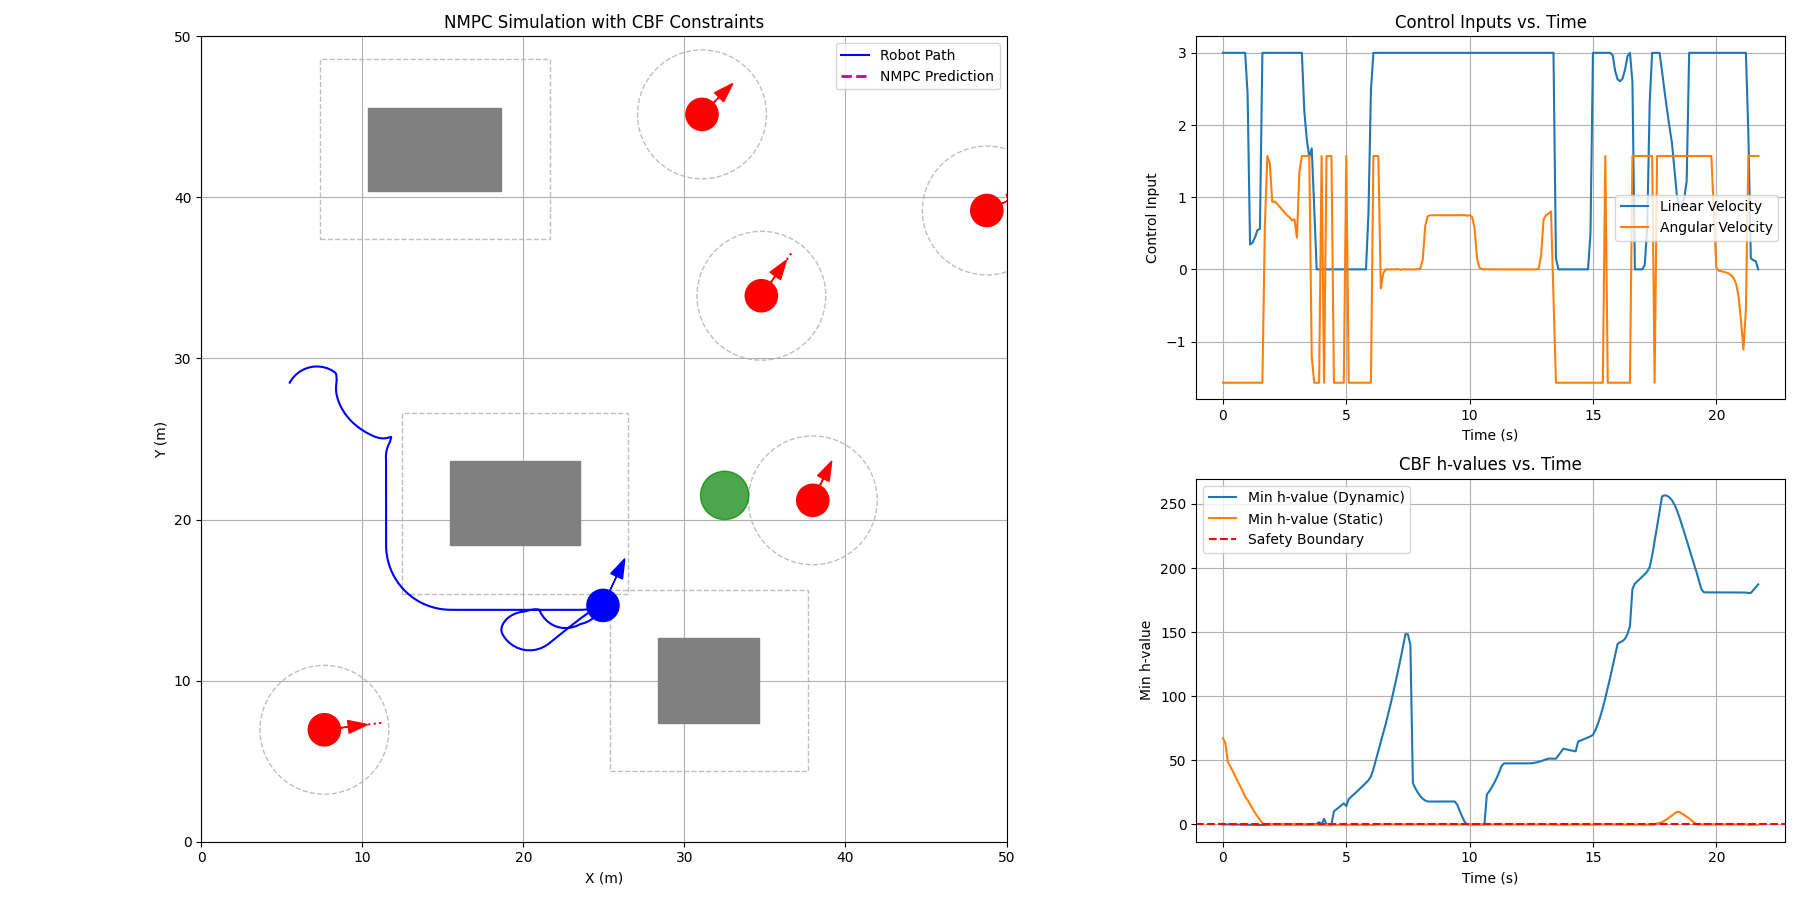 NMPC Simulation with CBF Constraints
50
40
30
20
10
0
Y (m)
0 10 20 30 40 50
X (m)
Robot Path
NMPC Prediction
Control Inputs vs. Time
3
2
1
0
−1
Control Input
Linear Velocity
Angular Velocity
0 5 10 15 20
Time (s)
CBF h-values vs. Time
250
200
150
100
50
0
Min h-value
Min h-value (Dynamic)
Min h-value (Static)
Safety Boundary
0 5 10 15 20
Time (s)